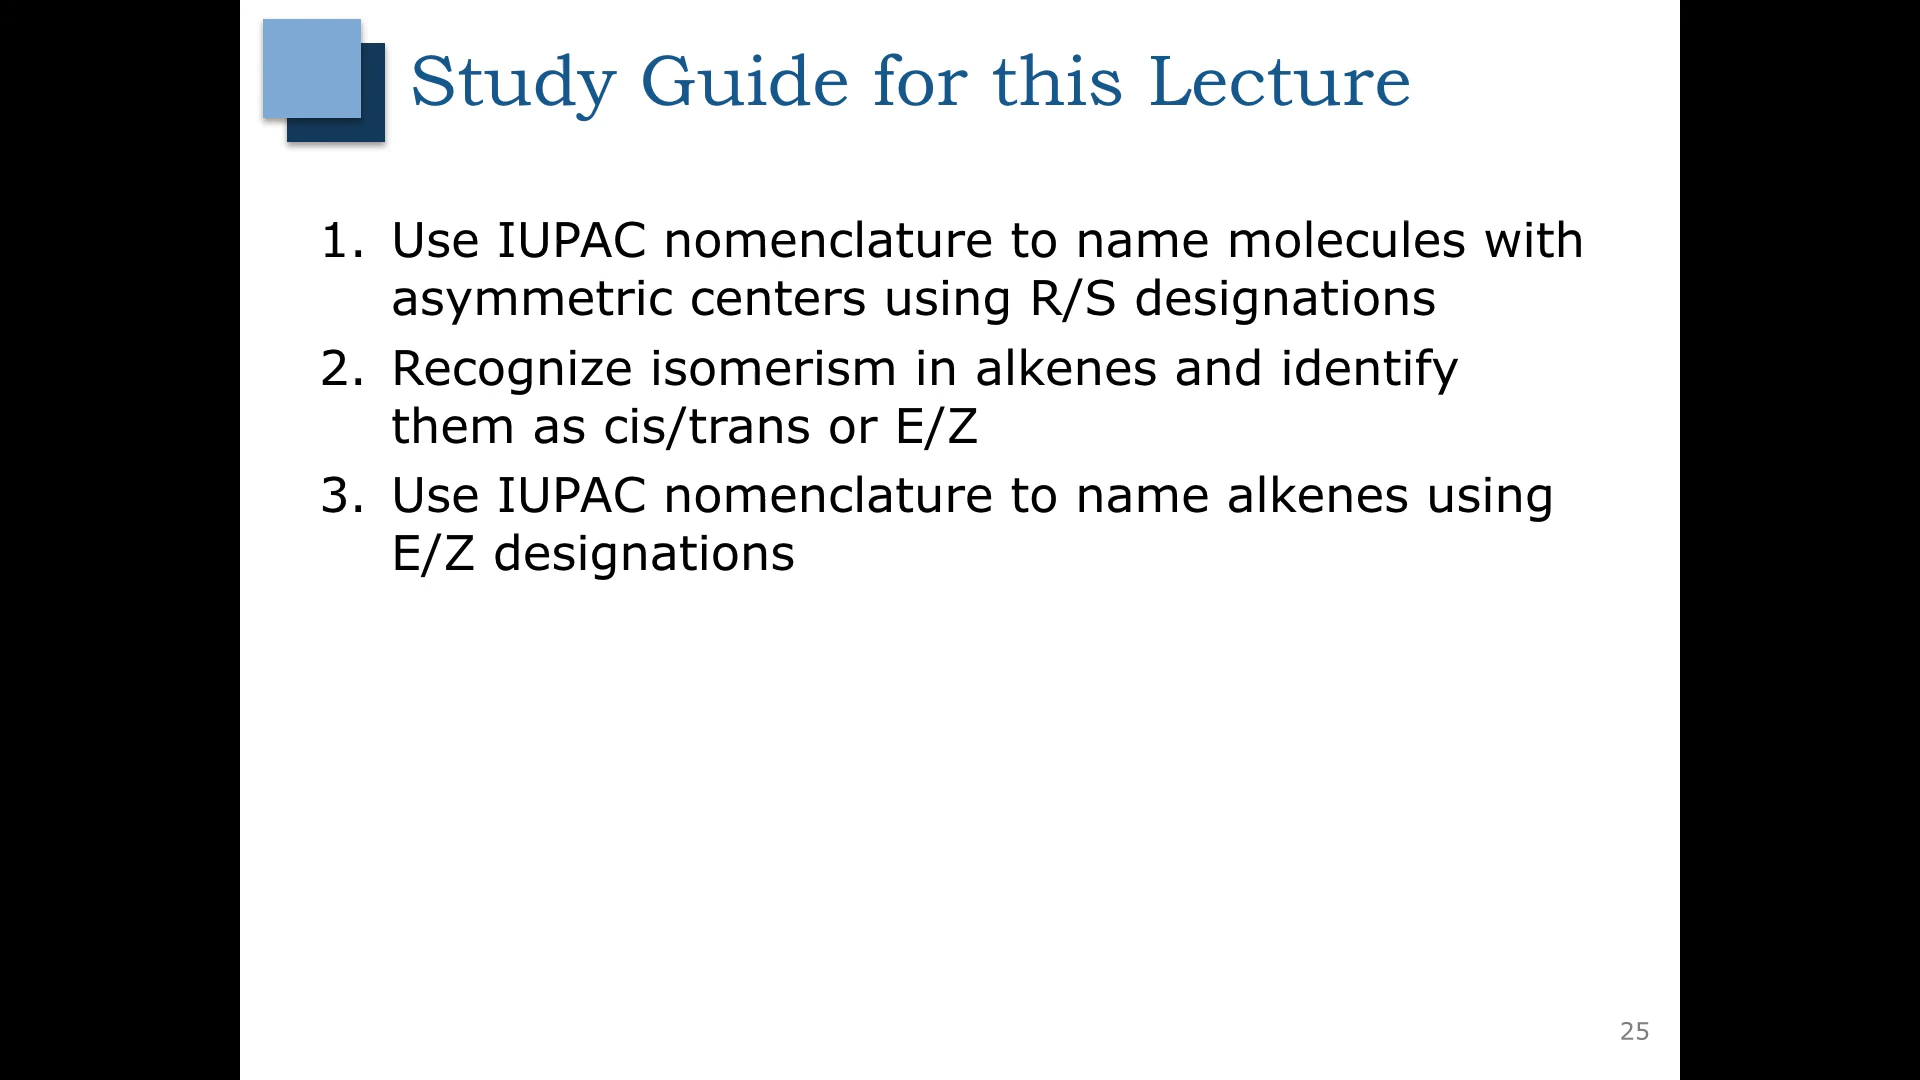 Study Guide for this Lecture
1. Use IUPAC nomenclature to name molecules with
asymmetric centers using R/S designations
2. Recognize isomerism in alkenes and identify
them as cis/trans or E/Z
3. Use IUPAC nomenclature to name alkenes using
E/Z designations
25